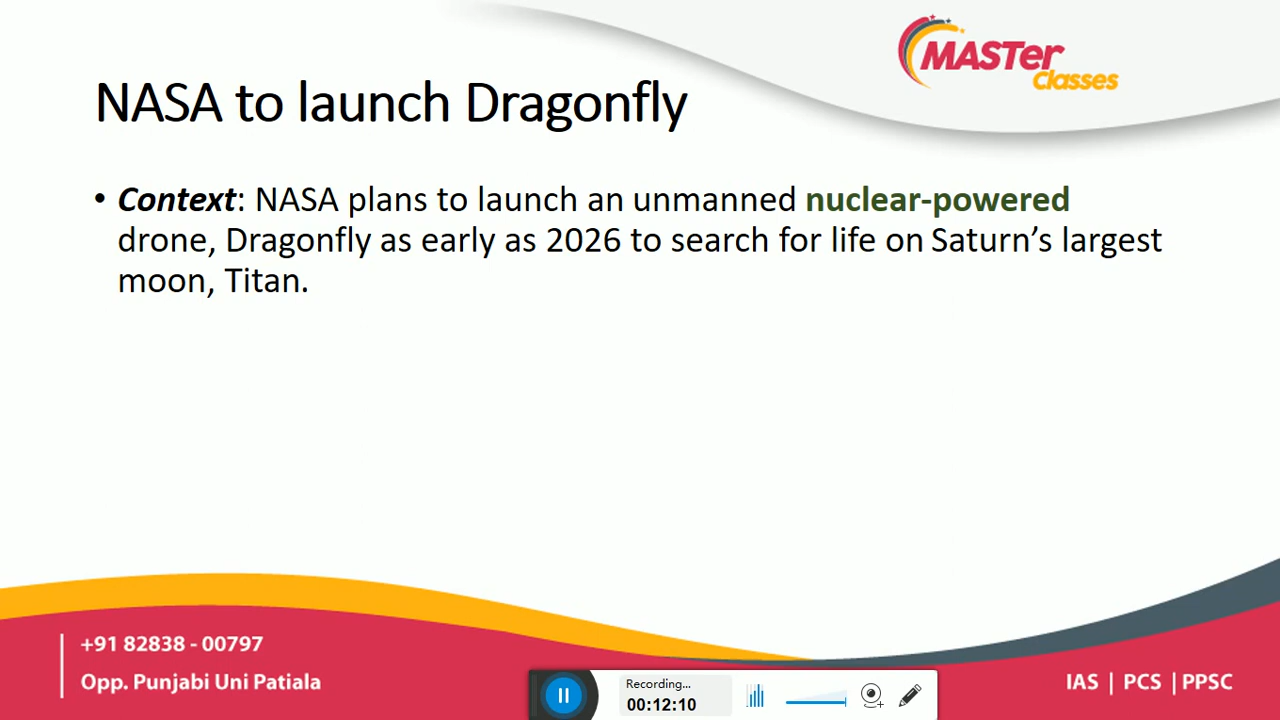 MASTer
Classes
NASA to launch Dragonfly
• Context: NASA plans to launch an unmanned nuclear-powered
drone, Dragonfly as early as 2026 to search for life on Saturn’s largest
moon, Titan.
+91 82838 - 00797
Opp. Punjabi Uni Patiala
Recording...
00:12:10
IAS | PCS | PPSC